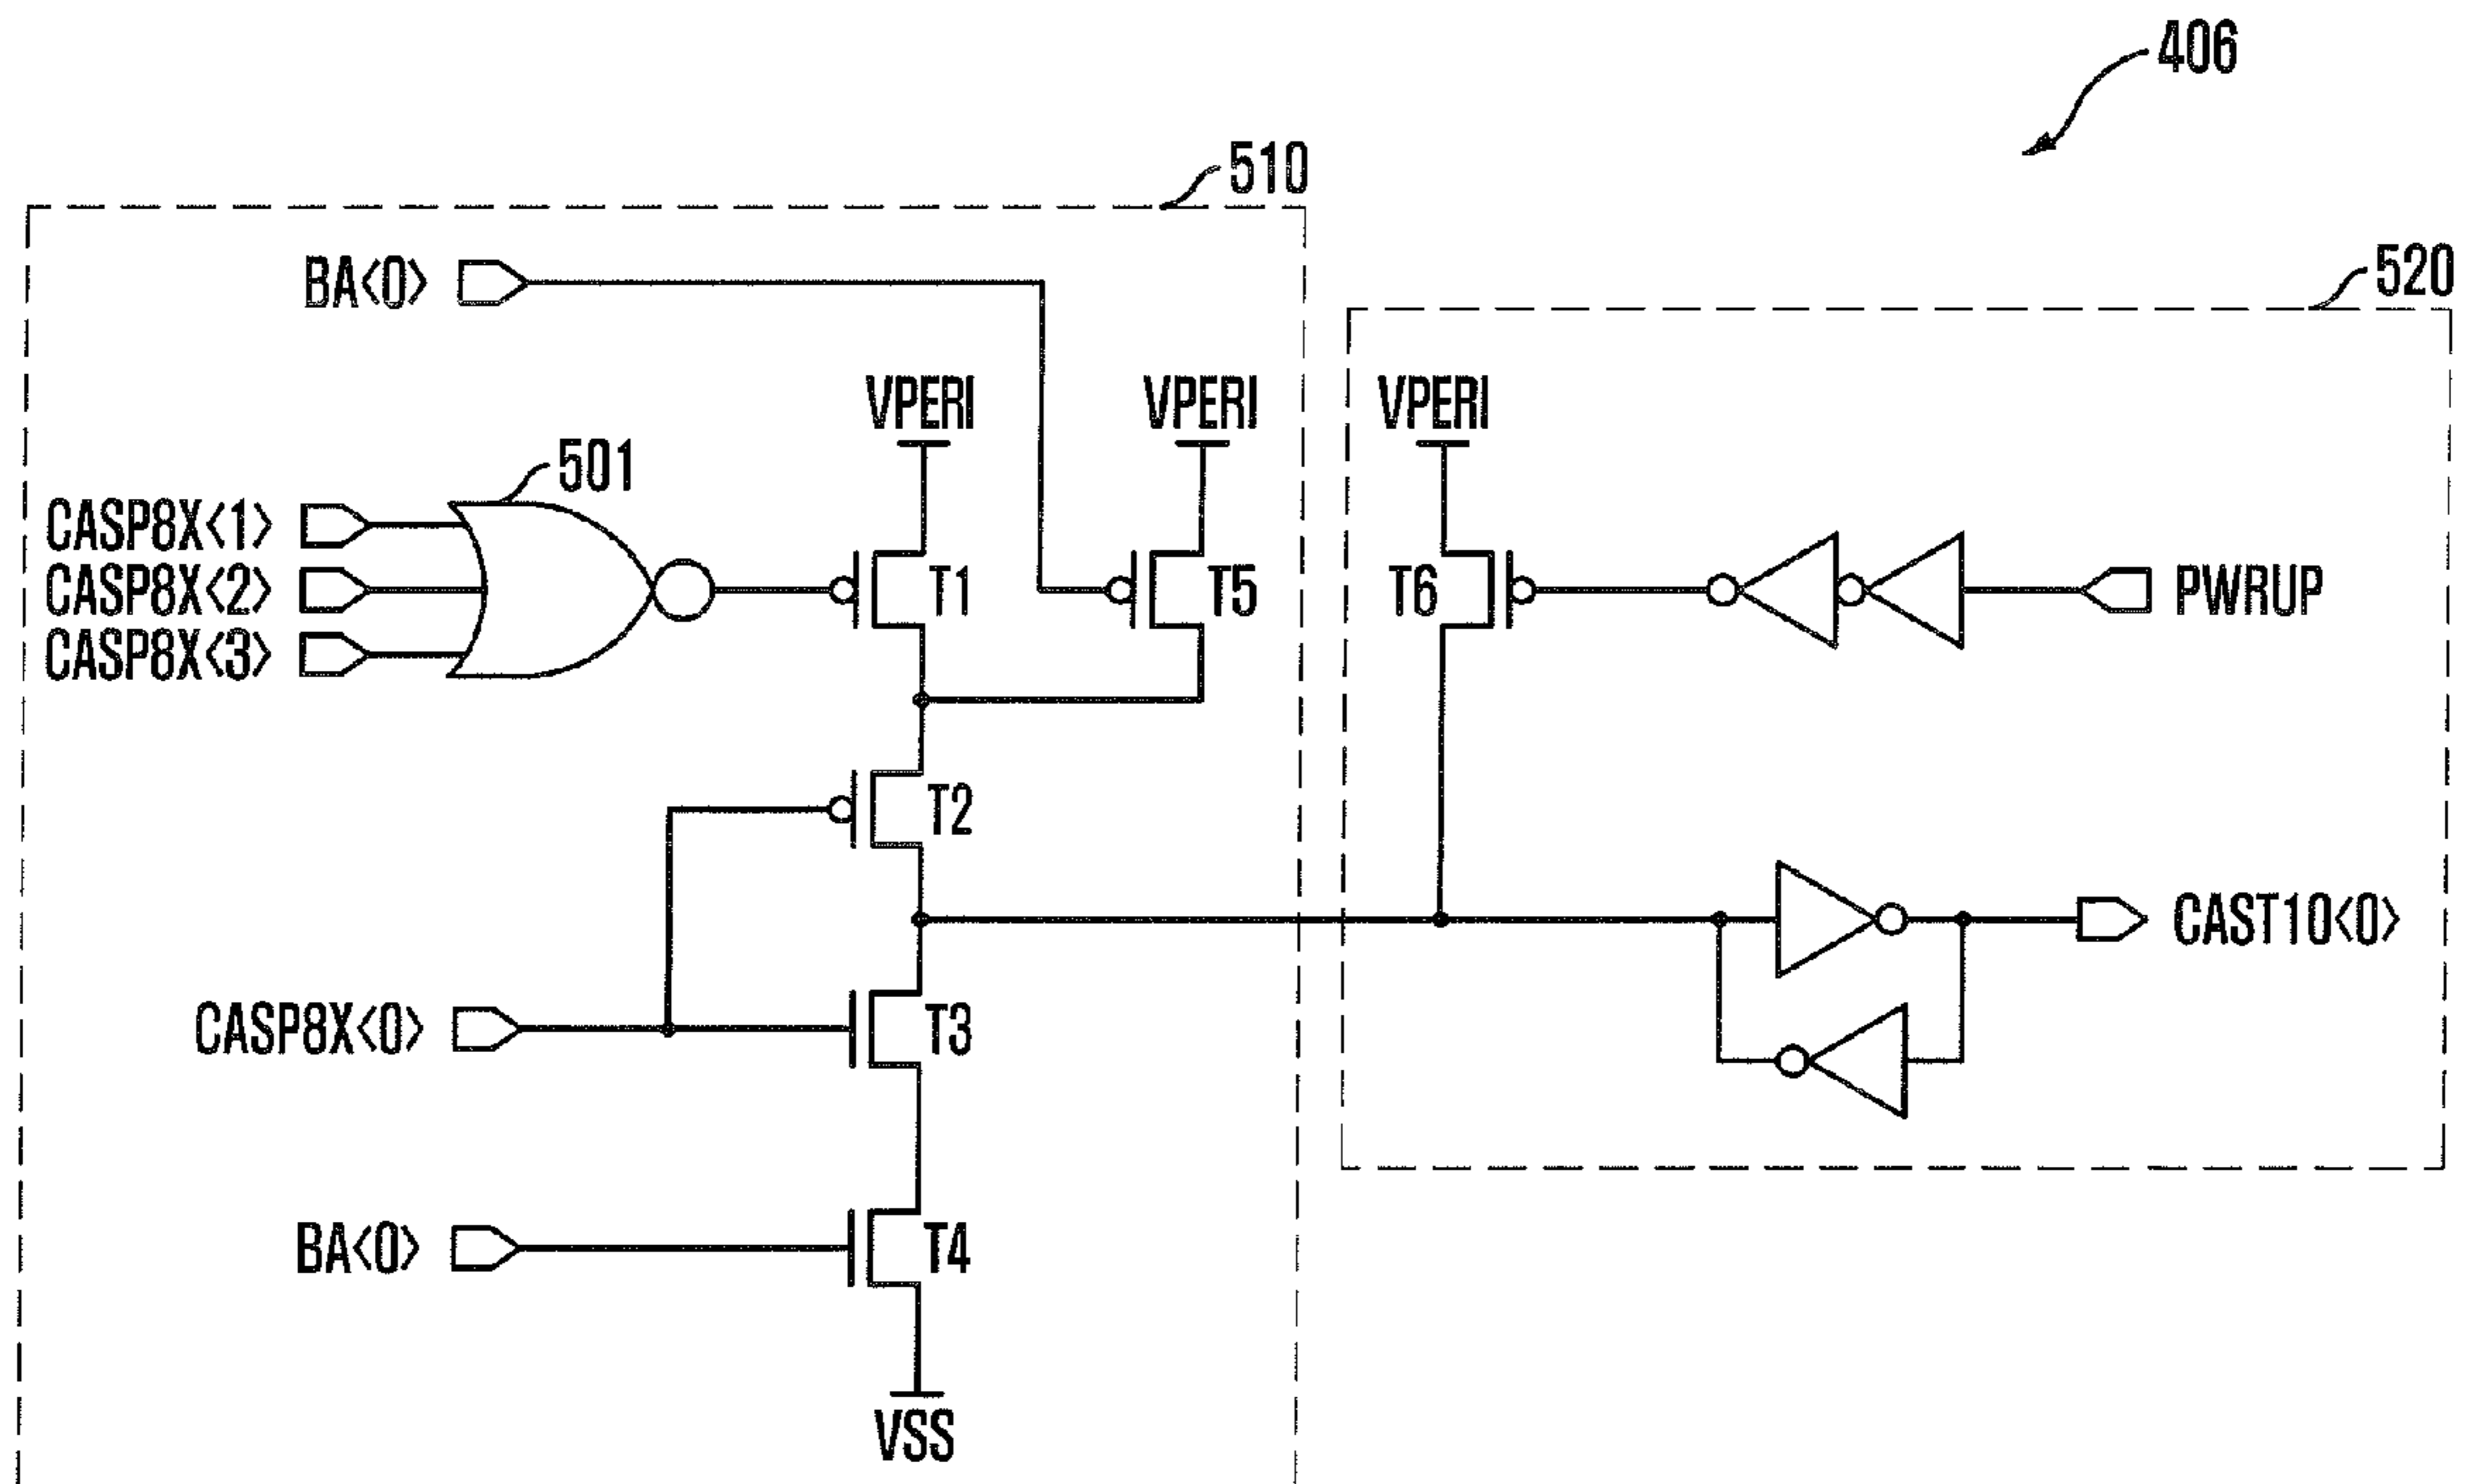 406
510
520
BA<0>
VPERI
VPERI
VPERI
501
CASP8X<1>
CASP8X<2>
CASP8X<3>
T1
T5
T6
PWRUP
T2
CAST10<0>
CASP8X<0>
T3
BA<0>
T4
VSS